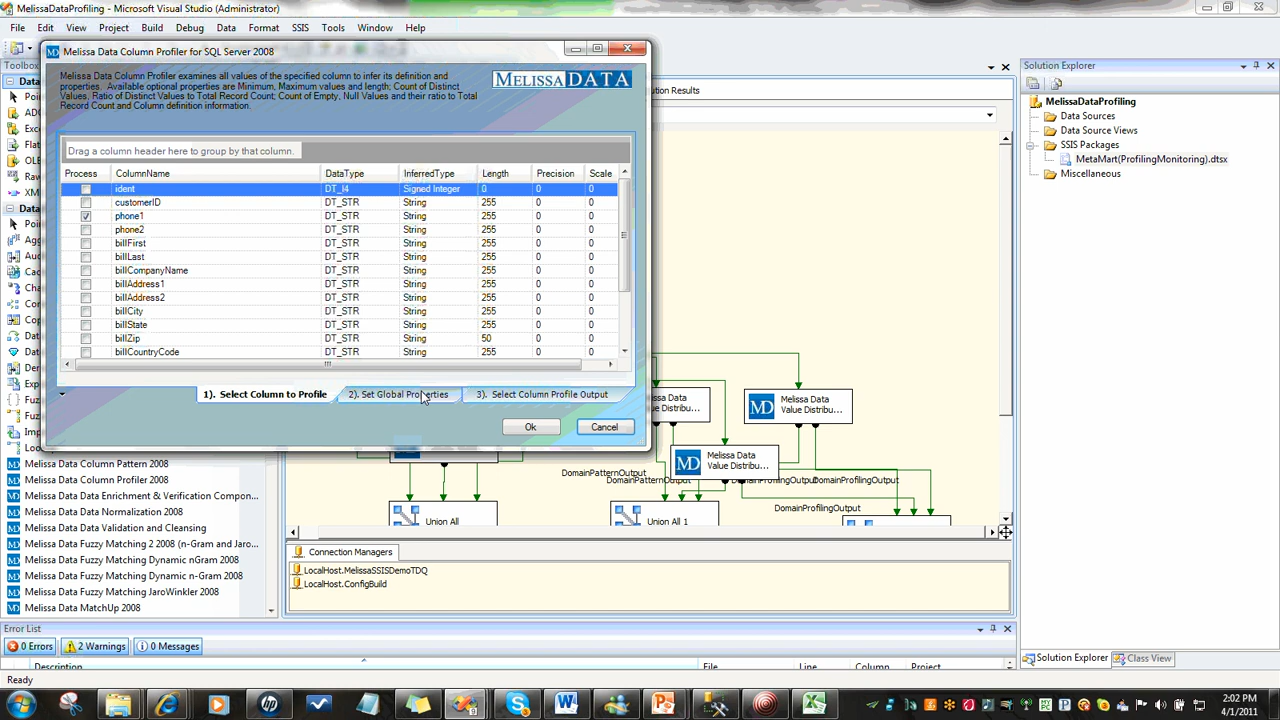 MelissaDataProfiling - Microsoft Visual Studio (Administrator)
File Edit View Project Build Debug Data Format SSIS Tools Window Help
Toolbox
Melissa Data Column Profiler for SQL Server 2008
Melissa Data Column Profiler examines all values of the specified column to infer its definition and
properties. Available optional properties are Minimum, Maximum values and length; Count of Distinct
Values, Ratio of Distinct Values to Total Record Count; Count of Empty, Null Values and their ratio to Total
Record Count and Column definition information.
MELISSADATA
Drag a column header here to group by that column.
Process ColumnName DataType InferredType Length Precision Scale
ident DT_I4 Signed Integer 0 0 0
customerID DT_STR String 255 0 0
phone1 DT_STR String 255 0 0
phone2 DT_STR String 255 0 0
billFirst DT_STR String 255 0 0
billLast DT_STR String 255 0 0
billCompanyName DT_STR String 255 0 0
billAddress1 DT_STR String 255 0 0
billAddress2 DT_STR String 255 0 0
billCity DT_STR String 255 0 0
billState DT_STR String 255 0 0
billZip DT_STR String 50 0 0
billCountryCode DT_STR String 255 0 0
1). Select Column to Profile 2). Set Global Properties 3). Select Column Profile Output
Ok Cancel
ution Results
Melissa Data
Value Distribu...
Melissa Data
Value Distribu...
DomainPatternOutput
DomainPatternOutput
DomainProfilingOutput
DomainProfilingOutput
DomainProfilingOutput
Union All
Union All 1
Melissa Data Column Pattern 2008
Melissa Data Column Profiler 2008
Melissa Data Data Enrichment & Verification Compon...
Melissa Data Data Normalization 2008
Melissa Data Data Validation and Cleansing
Melissa Data Fuzzy Matching 2 2008 (n-Gram and Jaro...
Melissa Data Fuzzy Matching Dynamic nGram 2008
Melissa Data Fuzzy Matching Dynamic n-Gram 2008
Melissa Data Fuzzy Matching JaroWinkler 2008
Melissa Data MatchUp 2008
Connection Managers
LocalHost.MelissaSSISDemoTDQ
LocalHost.ConfigBuild
Solution Explorer
MelissaDataProfiling
Data Sources
Data Source Views
SSIS Packages
MetaMart(ProfilingMonitoring).dtsx
Miscellaneous
Solution Explorer Class View
Error List
0 Errors 2 Warnings 0 Messages
Description File Line Column Project
Ready
2:02 PM
4/1/2011